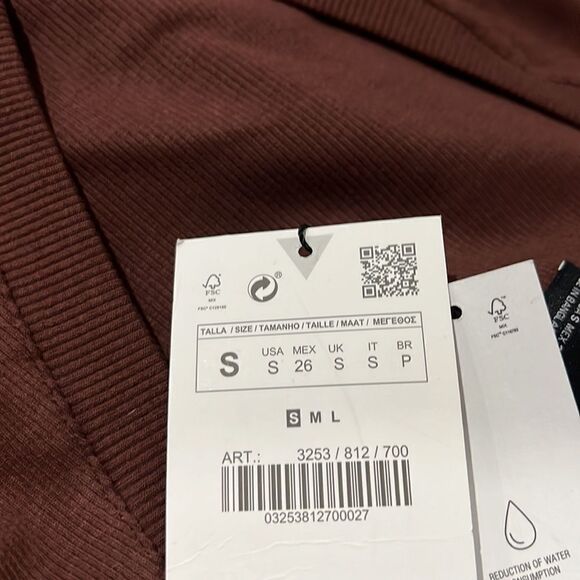 FSC
MIX
®
TALLA / SIZE / TAMANHO / TAILLE / MAAT / ΜΕΓΕΘΟΣ
S
USA MEX UK IT BR
S 26 S S P
S M L
ART.: 3253 / 812 / 700
03253812700027
FSC
MIX
REDUCTION OF WATER